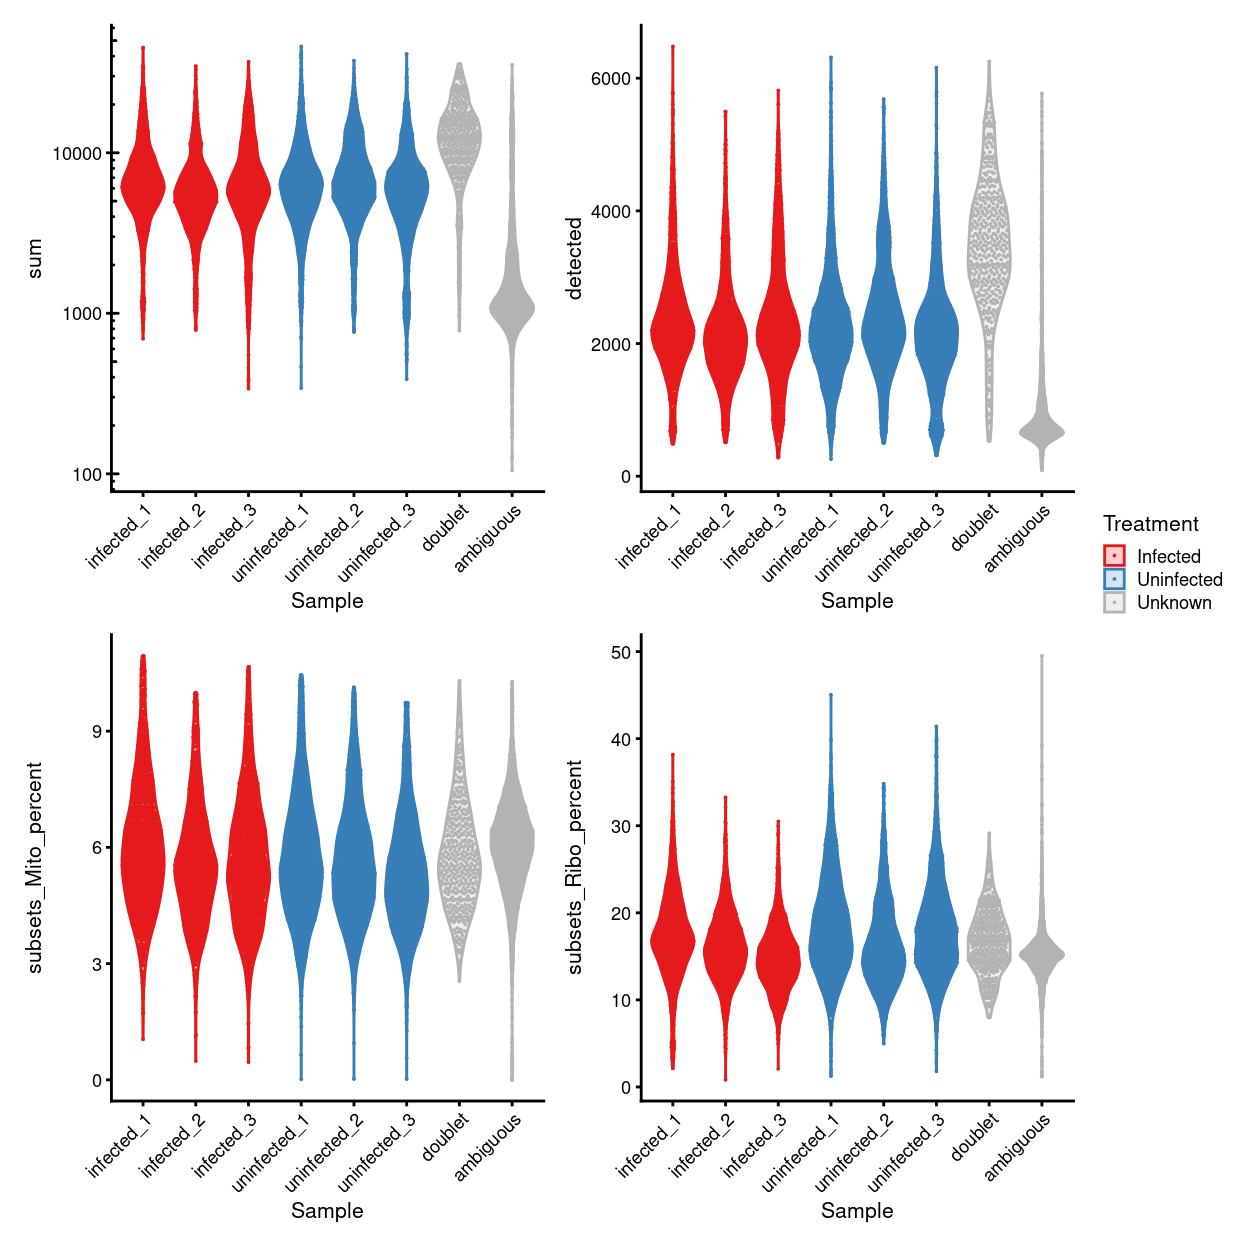 sum
10000
1000
100
infected_1
infected_2
infected_3
uninfected_1
uninfected_2
uninfected_3
doublet
ambiguous
Sample
detected
6000
4000
2000
0
infected_1
infected_2
infected_3
uninfected_1
uninfected_2
uninfected_3
doublet
ambiguous
Sample
Treatment
Infected
Uninfected
Unknown
subsets_Mito_percent
9
6
3
0
infected_1
infected_2
infected_3
uninfected_1
uninfected_2
uninfected_3
doublet
ambiguous
Sample
subsets_Ribo_percent
50
40
30
20
10
0
infected_1
infected_2
infected_3
uninfected_1
uninfected_2
uninfected_3
doublet
ambiguous
Sample